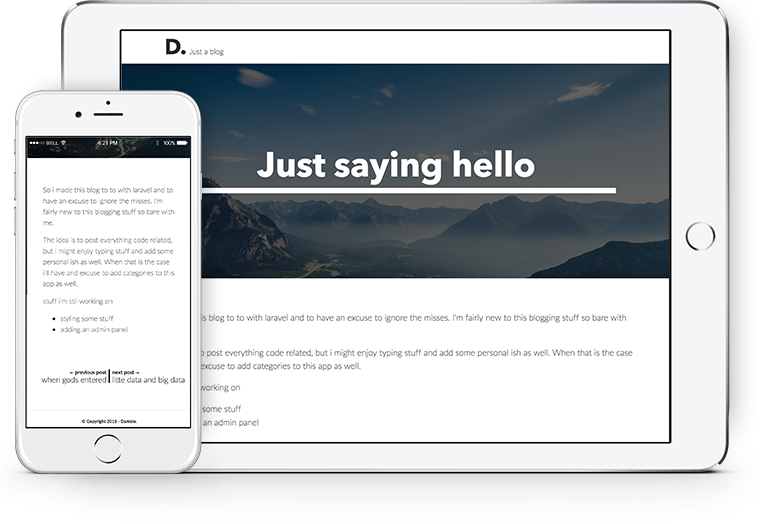 D. Just a blog
Just saying hello
is blog to to with laravel and to have an excuse to ignore the misses. I'm fairly new to this blogging stuff so bare with
to post everything code related, but i might enjoy typing stuff and add some personal ish as well. When that is the case
excuse to add categories to this app as well.
working on
some stuff
an admin panel
BELL 4:21 PM 100%
So i made this blog to to with laravel and to
have an excuse to ignore the misses. I'm
fairly new to this blogging stuff so bare with
me.
The idea is to post everything code related,
but i might enjoy typing stuff and add some
personal ish as well. When that is the case
i'll have and excuse to add categories to this
app as well.
stuff i'm still working on
styling some stuff
adding an admin panel
← previous post next post →
when gods entered litte data and big data
© Copyright 2016 - Daniele.